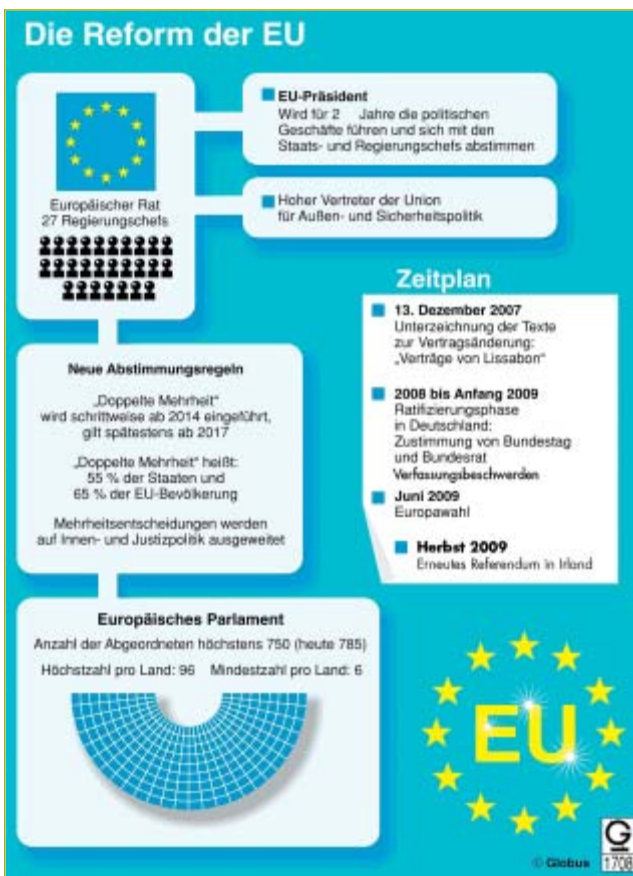 Die Reform der EU
EU-Präsident
Wird für 2 Jahre die politischen
Geschäfte führen und sich mit den
Staats- und Regierungschefs abstimmen
Europäischer Rat
27 Regierungschefs
Hoher Vertreter der Union
für Außen- und Sicherheitspolitik
Neue Abstimmungsregeln
„Doppelte Mehrheit“
wird schrittweise ab 2014 eingeführt,
gilt spätestens ab 2017
„Doppelte Mehrheit“ heißt:
55 % der Staaten und
65 % der EU-Bevölkerung
Mehrheitsentscheidungen werden
auf Innen- und Justizpolitik ausgeweitet
Zeitplan
13. Dezember 2007
Unterzeichnung der Texte
zur Vertragsänderung:
„Verträge von Lissabon“
2008 bis Anfang 2009
Ratifizierungsphase
in Deutschland:
Zustimmung von Bundestag
und Bundesrat
Verfassungsbeschwerden
Juni 2009
Europawahl
Herbst 2009
Erneutes Referendum in Irland
Europäisches Parlament
Anzahl der Abgeordneten höchstens 750 (heute 785)
Höchstzahl pro Land: 96 Mindestzahl pro Land: 6
EU
© Globus
G
1708